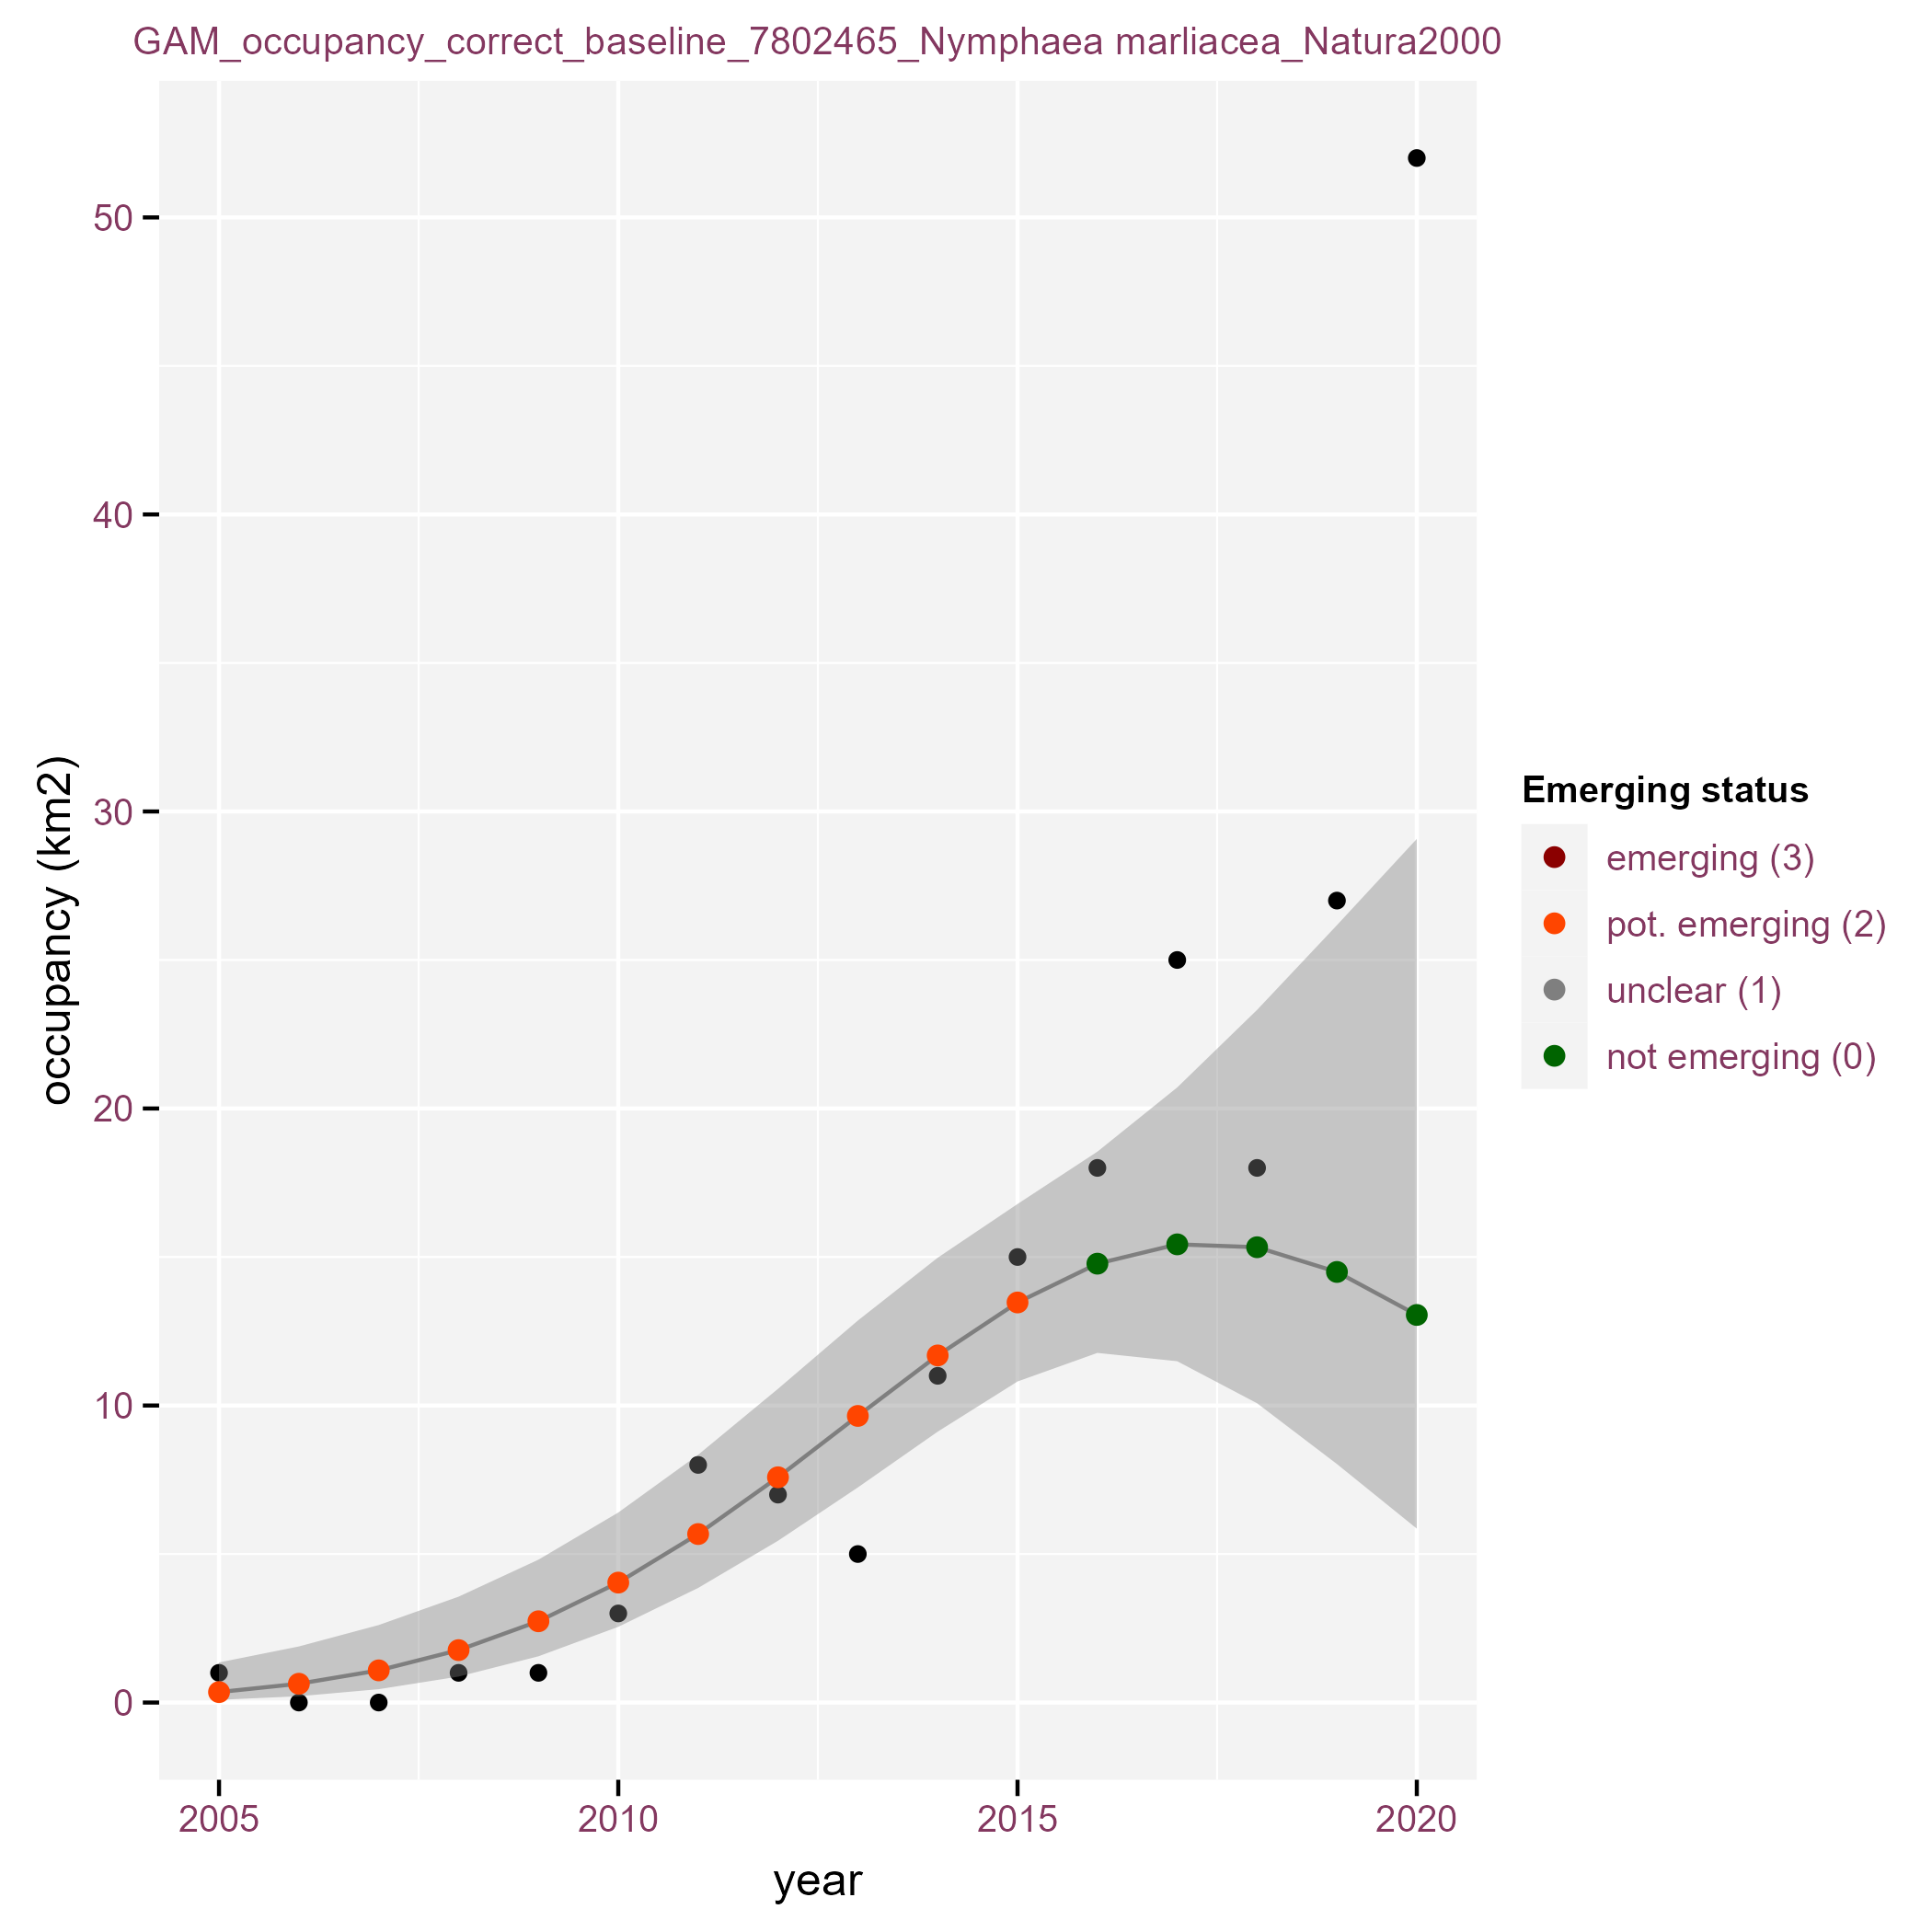 GAM_occupancy_correct_baseline_7802465_Nymphaea marliacea_Natura2000
50
40
30
20
10
0
occupancy (km2)
2005
2010
2015
2020
year
Emerging status
emerging (3)
pot. emerging (2)
unclear (1)
not emerging (0)